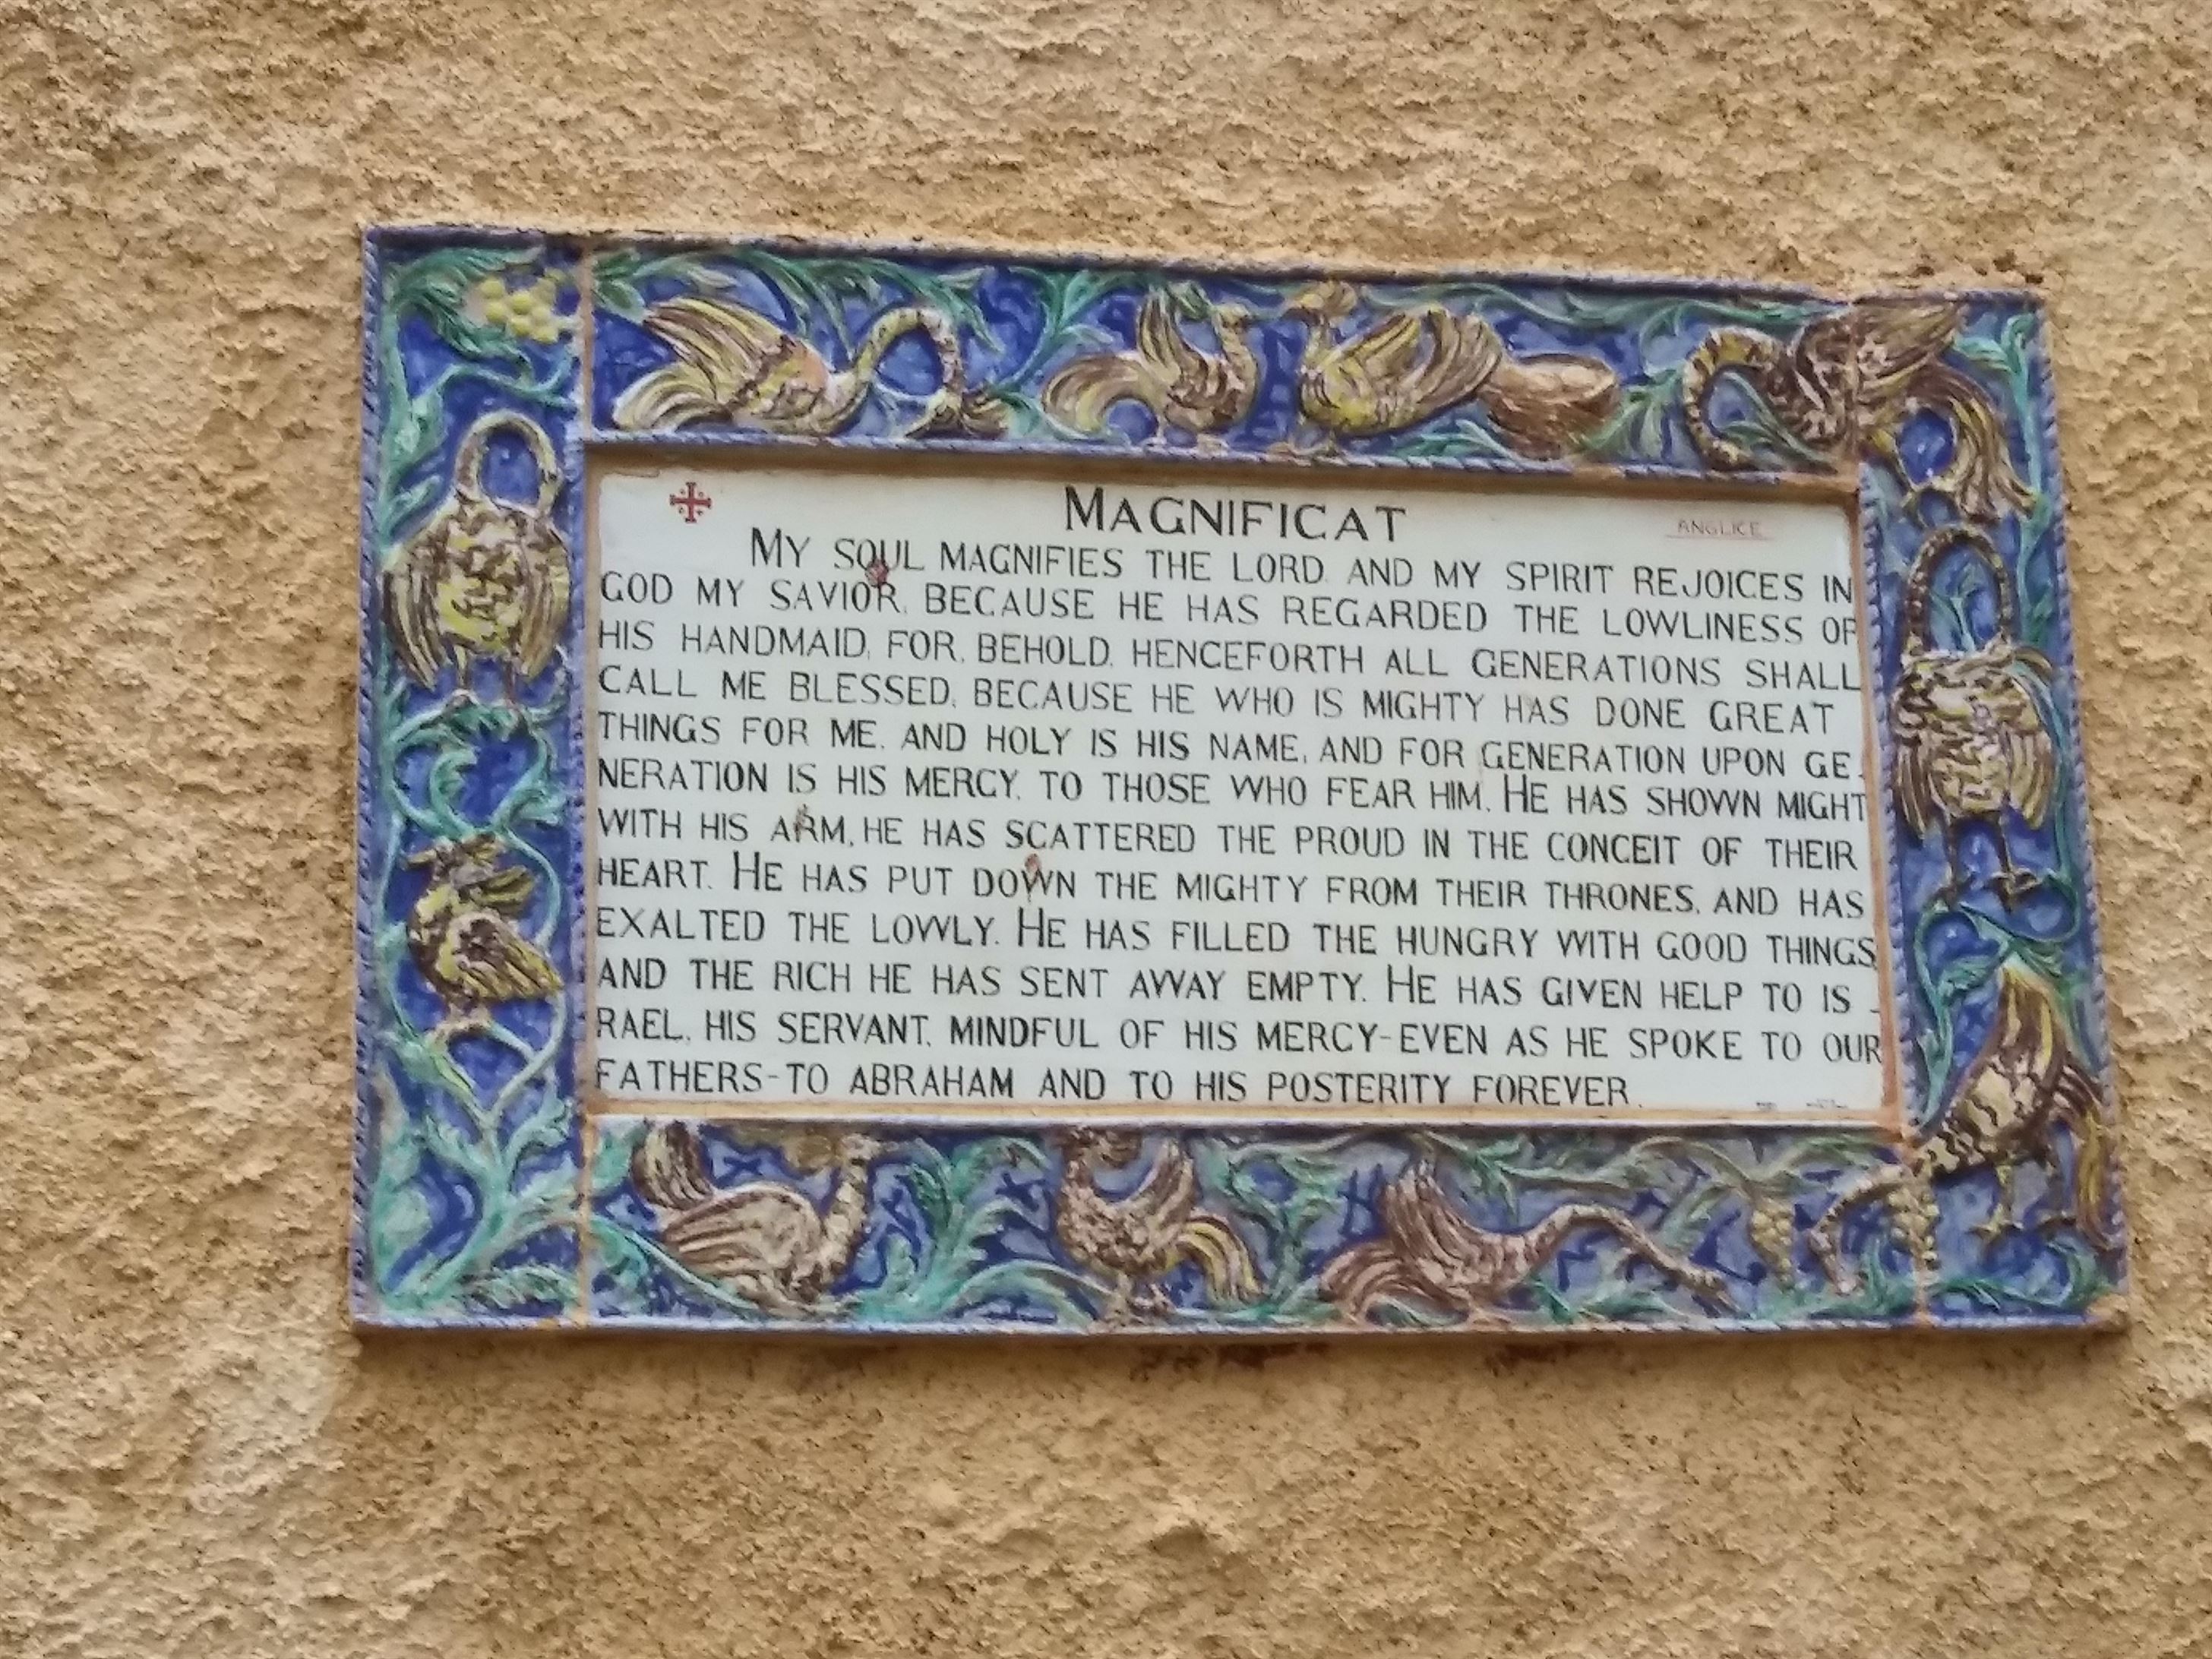 MAGNIFICAT
ANGLICE
MY SOUL MAGNIFIES THE LORD AND MY SPIRIT REJOICES IN
GOD MY SAVIOR, BECAUSE HE HAS REGARDED THE LOWLINESS OF
HIS HANDMAID, FOR, BEHOLD, HENCEFORTH ALL GENERATIONS SHALL
CALL ME BLESSED, BECAUSE HE WHO IS MIGHTY HAS DONE GREAT
THINGS FOR ME, AND HOLY IS HIS NAME, AND FOR GENERATION UPON GE-
NERATION IS HIS MERCY, TO THOSE WHO FEAR HIM. HE HAS SHOWN MIGHT
WITH HIS ARM, HE HAS SCATTERED THE PROUD IN THE CONCEIT OF THEIR
HEART. HE HAS PUT DOWN THE MIGHTY FROM THEIR THRONES, AND HAS
EXALTED THE LOWLY. HE HAS FILLED THE HUNGRY WITH GOOD THINGS
AND THE RICH HE HAS SENT AWAY EMPTY. HE HAS GIVEN HELP TO IS-
RAEL, HIS SERVANT, MINDFUL OF HIS MERCY-EVEN AS HE SPOKE TO OUR
FATHERS-TO ABRAHAM AND TO HIS POSTERITY FOREVER.